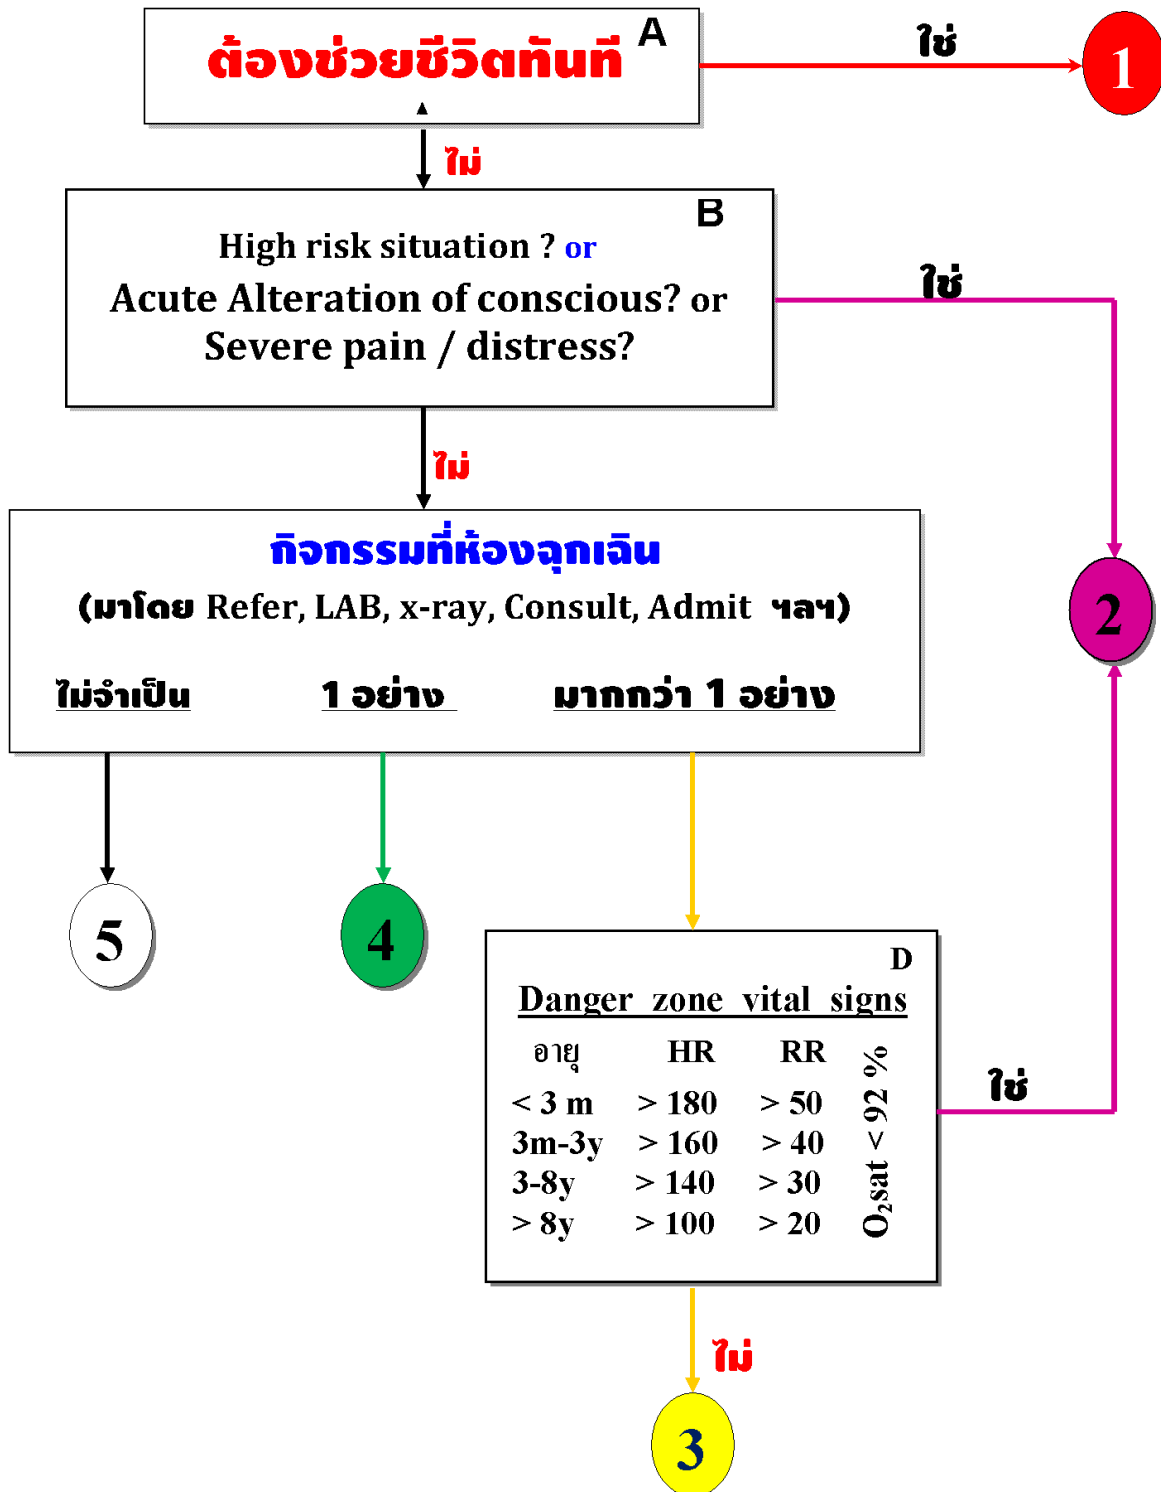 A
ต้องช่วยชีวิตทันที
ใช่
1
ไม่
B
High risk situation ? or
Acute Alteration of conscious? or
Severe pain / distress?
ใช่
ไม่
2
กิจกรรมที่ห้องฉุกเฉิน
(มาโดย Refer, LAB, x-ray, Consult, Admit ฯลฯ)
ไม่จำเป็น 1 อย่าง มากกว่า 1 อย่าง
5
4
D
Danger zone vital signs
อายุ HR RR
< 3 m > 180 > 50
3m-3y > 160 > 40
3-8y > 140 > 30
> 8y > 100 > 20
O₂sat < 92 %
ใช่
ไม่
3